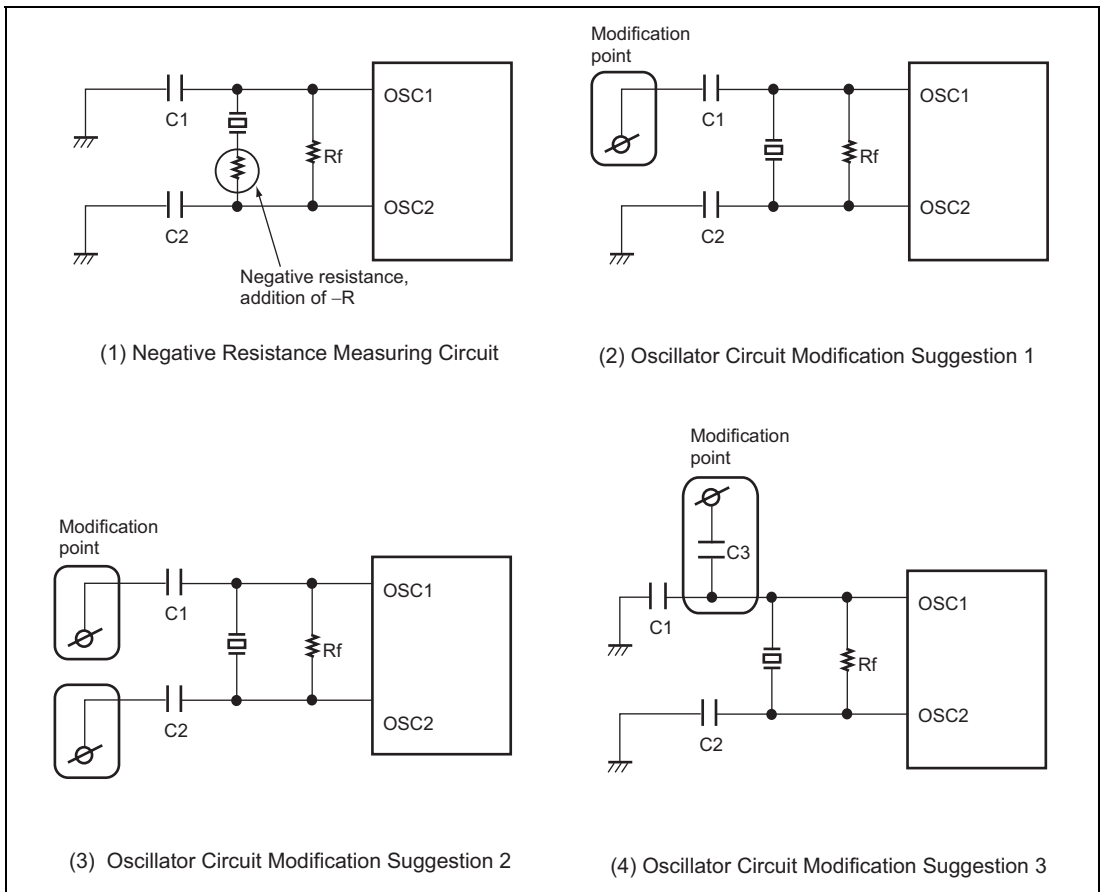 OSC1
C1
Rf
OSC2
C2
Negative resistance,
addition of –R
(1) Negative Resistance Measuring Circuit
Modification
point
OSC1
C1
Rf
OSC2
C2
(2) Oscillator Circuit Modification Suggestion 1
Modification
point
C1
OSC1
Rf
C2
OSC2
(3) Oscillator Circuit Modification Suggestion 2
Modification
point
C3
C1
OSC1
Rf
C2
OSC2
(4) Oscillator Circuit Modification Suggestion 3